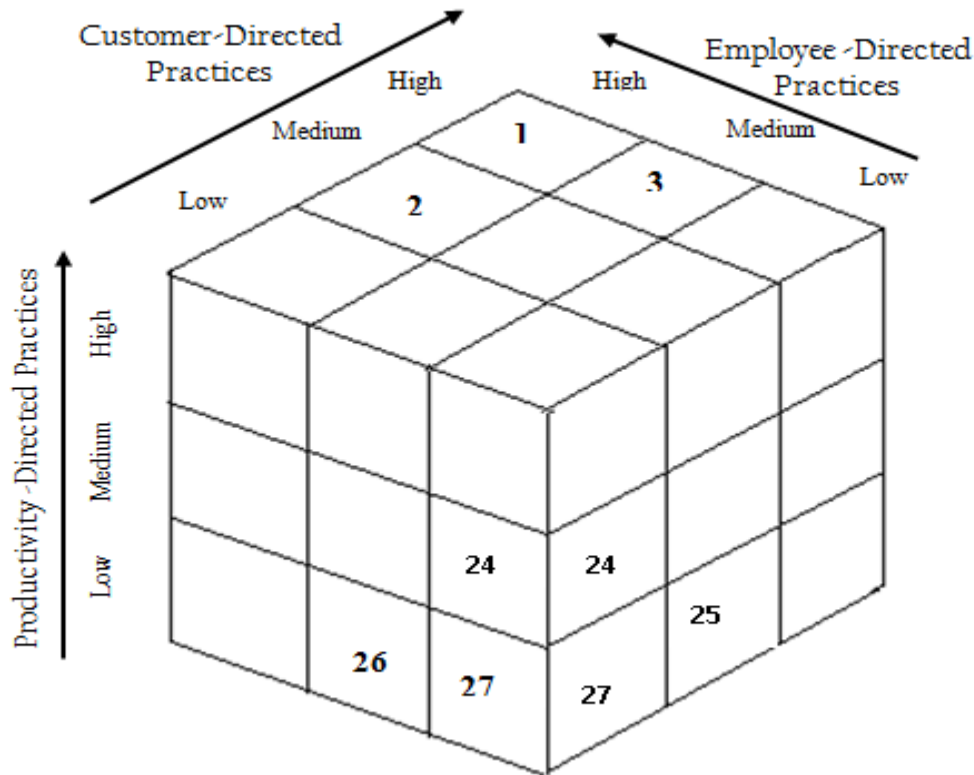 Customer-Directed
Practices
Employee -Directed
Practices
High
High
Medium
Medium
Low
Low
1
3
2
Productivity -Directed Practices
High
Medium
Low
24
24
25
26
27
27